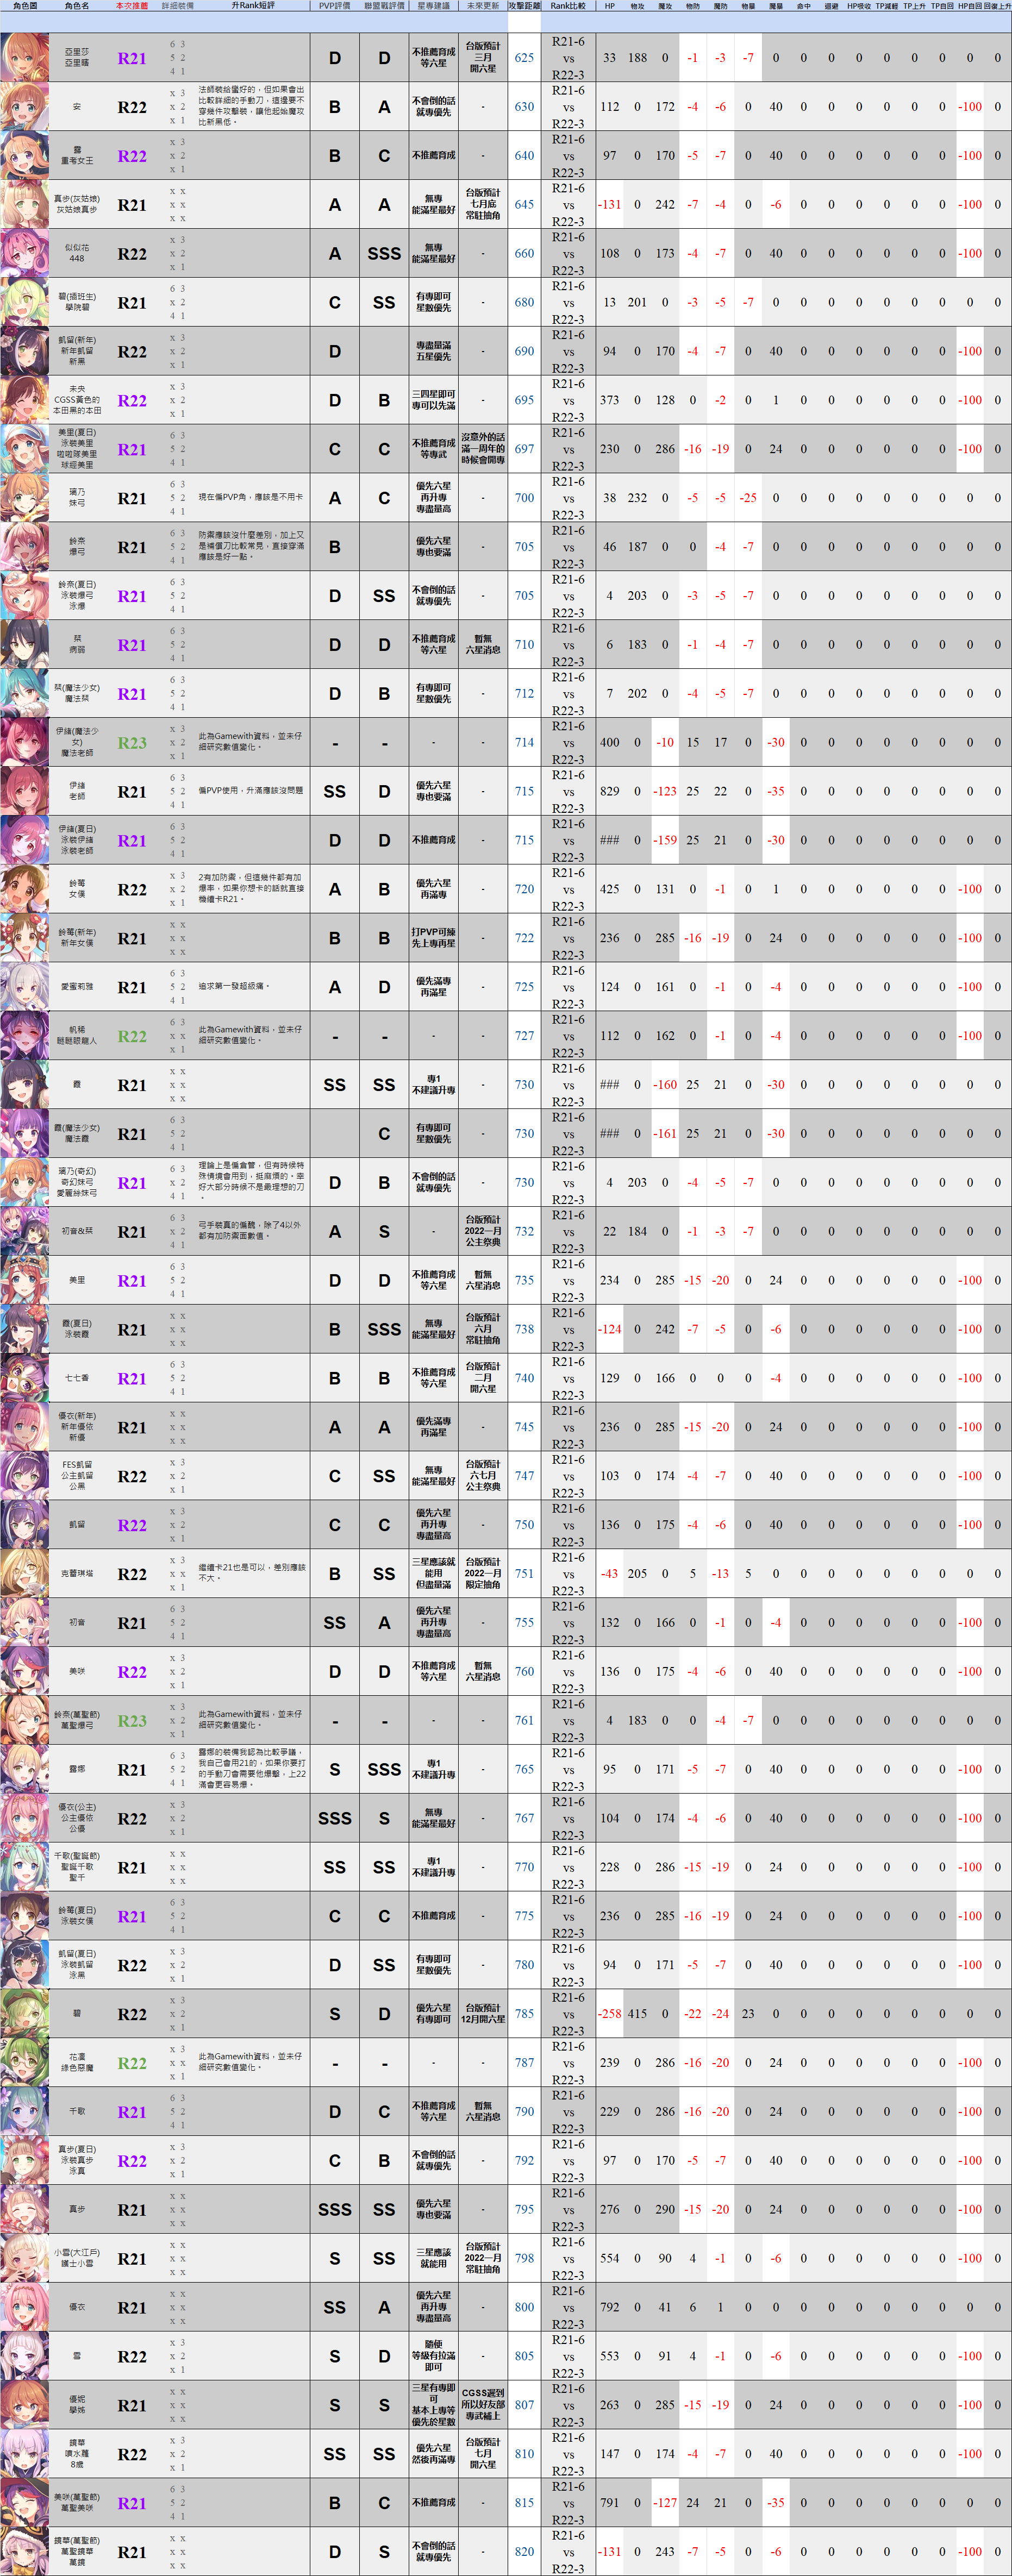 角色圖 角色名 本次推薦 詳細裝備 升Rank短評 PVP評價 聯盟戰評價 星專建議 未來更新 攻擊距離 Rank比較 HP 物攻 魔攻 物防 魔防 物暴 魔暴 命中 迴避 HP吸收 TP減輕 TP上升 TP自回 HP自回 回復上升
亞里莎 亞里瞎 R21 6 3 5 2 4 1 D D 不推薦育成 等六星 台版預計 三月 開六星 625 R21-6 vs R22-3 33 188 0 -1 -3 -7 0 0 0 0 0 0 0 0 0
安 R22 x 3 x 2 x 1 B A 不會倒的話 就專優先 - 630 R21-6 vs R22-3 112 0 172 -4 -6 0 40 0 0 0 0 0 0 -100 0
露 重考女王 R22 x 3 x 2 x 1 B C 不推薦育成 - 640 R21-6 vs R22-3 97 0 170 -5 -7 0 40 0 0 0 0 0 0 -100 0
真步(灰姑娘) 灰姑娘真步 R21 x x x x x x A A 無專 能滿星最好 台版預計 七月底 常駐抽角 645 R21-6 vs R22-3 -131 0 242 -7 -4 0 -6 0 0 0 0 0 0 -100 0
似似花 448 R22 x 3 x 2 x 1 A SSS 無專 能滿星最好 - 660 R21-6 vs R22-3 108 0 173 -4 -7 0 40 0 0 0 0 0 0 -100 0
碧(插班生) 學院碧 R21 6 3 x 2 4 1 C SS 有專即可 星數優先 - 680 R21-6 vs R22-3 13 201 0 -3 -5 -7 0 0 0 0 0 0 0 0 0
凱留(新年) 新年凱留 新黑 R22 x 3 x 2 x 1 D 專盡量滿 五星優先 - 690 R21-6 vs R22-3 94 0 170 -4 -7 0 40 0 0 0 0 0 0 -100 0
未央 CGSS黃色的 本田黑的本田 R22 x 3 x 2 x 1 D B 三四星即可 專可以先滿 - 695 R21-6 vs R22-3 373 0 128 0 -2 0 1 0 0 0 0 0 0 -100 0
美里(夏日) 泳裝美里 啦啦隊美里 球經美里 R21 6 3 5 2 4 1 C C 不推薦育成 等專武 沒意外的話 滿一周年的 時候會開專 697 R21-6 vs R22-3 230 0 286 -16 -19 0 24 0 0 0 0 0 0 -100 0
璃乃 妹弓 R21 6 3 5 2 4 1 現在偏PVP角，應該是不用卡 A C 優先六星 再升專 專盡量高 - 700 R21-6 vs R22-3 38 232 0 -5 -5 -25 0 0 0 0 0 0 0 0 0
鈴奈 爆弓 R21 6 3 5 2 4 1 B 優先六星 專也要滿 - 705 R21-6 vs R22-3 46 187 0 0 -4 -7 0 0 0 0 0 0 0 0 0
鈴奈(夏日) 泳裝爆弓 泳爆 R21 6 3 5 2 4 1 D SS 不會倒的話 就專優先 - 705 R21-6 vs R22-3 4 203 0 -3 -5 -7 0 0 0 0 0 0 0 0 0
栞 病弱 R21 6 3 5 2 4 1 D D 不推薦育成 等六星 暫無 六星消息 710 R21-6 vs R22-3 6 183 0 -1 -4 -7 0 0 0 0 0 0 0 0 0
栞(魔法少女) 魔法栞 R21 6 3 5 2 4 1 D B 有專即可 星數優先 - 712 R21-6 vs R22-3 7 202 0 -4 -5 -7 0 0 0 0 0 0 0 0 0
伊緒(魔法少女) 魔法老師 R23 x 3 x 2 x 1 此為Gamewith資料，並未仔細研究數值變化。 - - - - 714 R21-6 vs R22-3 400 0 -10 15 17 0 -30 0 0 0 0 0 0 0 0
伊緒 老師 R21 6 3 5 2 4 1 偏PVP使用，升滿應該沒問題 SS D 優先六星 專也要滿 - 715 R21-6 vs R22-3 829 0 -123 25 22 0 -35 0 0 0 0 0 0 0 0
伊緒(夏日) 泳裝伊緒 泳裝老師 R21 6 3 5 2 4 1 D D 不推薦育成 - 715 R21-6 vs R22-3 ### 0 -159 25 21 0 -30 0 0 0 0 0 0 0 0
鈴莓 女僕 R22 x 3 x 2 x 1 2有加防禦，但這幾件都有加爆率，如果你想卡的話就直接機續卡R21。 A B 優先六星 再滿專 - 720 R21-6 vs R22-3 425 0 131 0 -1 0 1 0 0 0 0 0 0 -100 0
鈴莓(新年) 新年女僕 R21 x x x x x x B B 打PVP可練 先上專再星 - 722 R21-6 vs R22-3 236 0 285 -16 -19 0 24 0 0 0 0 0 0 -100 0
愛蜜莉雅 R21 6 3 5 2 4 1 追求第一發超級痛。 A D 優先滿專 再滿星 - 725 R21-6 vs R22-3 124 0 161 0 -1 0 -4 0 0 0 0 0 0 -100 0
帆稀 瞇瞇眼龍人 R22 6 3 x x x 1 此為Gamewith資料，並未仔細研究數值變化。 - - - - 727 R21-6 vs R22-3 112 0 162 0 -1 0 -4 0 0 0 0 0 0 -100 0
霞 R21 x x x x x x SS SS 專1 不建議升專 - 730 R21-6 vs R22-3 ### 0 -160 25 21 0 -30 0 0 0 0 0 0 0 0
霞(魔法少女) 魔法霞 R21 6 3 5 2 4 1 C 有專即可 星數優先 - 730 R21-6 vs R22-3 ### 0 -161 25 21 0 -30 0 0 0 0 0 0 0 0
璃乃(奇幻) 奇幻妹弓 愛麗絲妹弓 R21 6 3 x 2 4 1 D B 不會倒的話 就專優先 - 730 R21-6 vs R22-3 4 203 0 -4 -5 -7 0 0 0 0 0 0 0 0 0
初音&栞 R21 6 3 x 2 4 1 弓手裝真的偏醜，除了4以外都有加防禦面數值。 A S - 台版預計 2022一月 公主祭典 732 R21-6 vs R22-3 22 184 0 -1 -3 -7 0 0 0 0 0 0 0 0 0
美里 R21 6 3 5 2 4 1 D D 不推薦育成 等六星 暫無 六星消息 735 R21-6 vs R22-3 234 0 285 -15 -20 0 24 0 0 0 0 0 0 -100 0
霞(夏日) 泳裝霞 R21 x x x x x x B SSS 無專 能滿星最好 台版預計 六月 常駐抽角 738 R21-6 vs R22-3 -124 0 242 -7 -5 0 -6 0 0 0 0 0 0 -100 0
七七香 R21 6 3 5 2 4 1 B B 不推薦育成 等六星 台版預計 二月 開六星 740 R21-6 vs R22-3 129 0 166 0 0 0 -4 0 0 0 0 0 0 -100 0
優衣(新年) 新年優依 新優 R21 x x x x x x A A 優先滿專 再滿星 - 745 R21-6 vs R22-3 236 0 285 -15 -20 0 24 0 0 0 0 0 0 -100 0
FES凱留 公主凱留 公黑 R22 x 3 x 2 x 1 C SS 無專 能滿星最好 台版預計 六七月 公主祭典 747 R21-6 vs R22-3 103 0 174 -4 -7 0 40 0 0 0 0 0 0 -100 0
凱留 R22 x 3 x 2 x 1 C C 優先六星 再升專 專盡量高 - 750 R21-6 vs R22-3 136 0 175 -4 -6 0 40 0 0 0 0 0 0 -100 0
克蕾琪塔 R22 x 3 x x x 1 繼續卡21也是可以，差別應該不大。 B SS 三星應該就 能用 但盡量滿 台版預計 2022一月 限定抽角 751 R21-6 vs R22-3 -43 205 0 5 -13 5 0 0 0 0 0 0 0 -100 0
初音 R21 6 3 5 2 4 1 SS A 優先六星 再升專 專盡量高 - 755 R21-6 vs R22-3 132 0 166 0 -1 0 -4 0 0 0 0 0 0 -100 0
美咲 R22 x 3 x 2 x 1 D D 不推薦育成 等六星 暫無 六星消息 760 R21-6 vs R22-3 136 0 175 -4 -6 0 40 0 0 0 0 0 0 -100 0
鈴奈(萬聖節) 萬聖爆弓 R23 x 3 x 2 x 1 此為Gamewith資料，並未仔細研究數值變化。 - - - - 761 R21-6 vs R22-3 4 183 0 0 -4 -7 0 0 0 0 0 0 0 0 0
露娜 R21 6 3 5 2 4 1 露娜的裝備我認為比較爭議，我自己會用21的，如果你要打的手動刀會需要他爆擊，上22滿會更容易爆。 S SSS 專1 不建議升專 - 765 R21-6 vs R22-3 95 0 171 -5 -7 0 40 0 0 0 0 0 0 -100 0
優衣(公主) 公主優依 公優 R22 x 3 x 2 x 1 SSS S 無專 能滿星最好 - 767 R21-6 vs R22-3 104 0 174 -4 -6 0 40 0 0 0 0 0 0 -100 0
千歌(聖誕節) 聖誕千歌 聖千 R21 x x x x x x SS SS 專1 不建議升專 - 770 R21-6 vs R22-3 228 0 286 -15 -19 0 24 0 0 0 0 0 0 -100 0
鈴莓(夏日) 泳裝女僕 R21 6 3 5 2 4 1 C C 不推薦育成 - 775 R21-6 vs R22-3 236 0 285 -16 -19 0 24 0 0 0 0 0 0 -100 0
凱留(夏日) 泳裝凱留 泳黑 R22 x 3 x 2 x 1 D SS 有專即可 星數優先 - 780 R21-6 vs R22-3 94 0 171 -5 -7 0 40 0 0 0 0 0 0 -100 0
碧 R22 x 3 x 2 x 1 S D 優先六星 有專即可 台版預計 12月開六星 785 R21-6 vs R22-3 -258 415 0 -22 -24 23 0 0 0 0 0 0 0 0 0
花凜 綠色惡魔 R22 x 3 x x x 1 此為Gamewith資料，並未仔細研究數值變化。 - - - - 787 R21-6 vs R22-3 239 0 286 -16 -20 0 24 0 0 0 0 0 0 -100 0
千歌 R21 6 3 5 2 4 1 D C 不推薦育成 等六星 暫無 六星消息 790 R21-6 vs R22-3 229 0 286 -16 -20 0 24 0 0 0 0 0 0 -100 0
真步(夏日) 泳裝真步 泳真 R22 x 3 x 2 x 1 C B 不會倒的話 就專優先 - 792 R21-6 vs R22-3 97 0 170 -5 -7 0 40 0 0 0 0 0 0 -100 0
真步 R21 x x x x x x SSS SS 優先六星 專也要滿 - 795 R21-6 vs R22-3 276 0 290 -15 -20 0 24 0 0 0 0 0 0 -100 0
小雪(大江戶) 護士小雪 R21 x x x x x x S SS 三星應該 就能用 台版預計 2022一月 常駐抽角 798 R21-6 vs R22-3 554 0 90 4 -1 0 -6 0 0 0 0 0 0 -100 0
優衣 R21 x x x x x x SS A 優先六星 再升專 專盡量高 - 800 R21-6 vs R22-3 792 0 41 6 1 0 0 0 0 0 0 0 0 0 0
雪 R22 x 3 x 2 x 1 S D 隨便 等級有拉滿 即可 - 805 R21-6 vs R22-3 553 0 91 4 -1 0 -6 0 0 0 0 0 0 -100 0
優妮 學姊 R21 x x x x x x S S 三星有專即可 基本上專等 優先於星數 CGSS遲到 所以好友部 專武補上 807 R21-6 vs R22-3 263 0 285 -15 -19 0 24 0 0 0 0 0 0 -100 0
鏡華 噴水蘿 8歲 R22 x 3 x 2 x 1 SS SS 優先六星 然後再滿專 台版預計 七月 開六星 810 R21-6 vs R22-3 147 0 174 -4 -7 0 40 0 0 0 0 0 0 -100 0
美咲(萬聖節) 萬聖美咲 R21 6 3 5 2 4 1 B C 不推薦育成 - 815 R21-6 vs R22-3 791 0 -127 24 21 0 -35 0 0 0 0 0 0 0 0
鏡華(萬聖節) 萬聖鏡華 萬鏡 R21 x x x x x x D S 不會倒的話 就專優先 - 820 R21-6 vs R22-3 -131 0 243 -7 -5 0 -6 0 0 0 0 0 0 -100 0